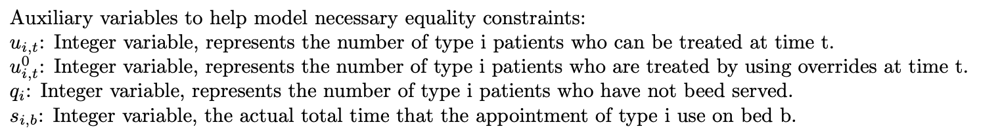 Auxiliary variables to help model necessary equality constraints:
$u_{i,t}$: Integer variable, represents the number of type i patients who can be treated at time t.
$u_{i,t}^{0}$: Integer variable, represents the number of type i patients who are treated by using overrides at time t.
$q_i$: Integer variable, represents the number of type i patients who have not beed served.
$s_{i,b}$: Integer variable, the actual total time that the appointment of type i use on bed b.